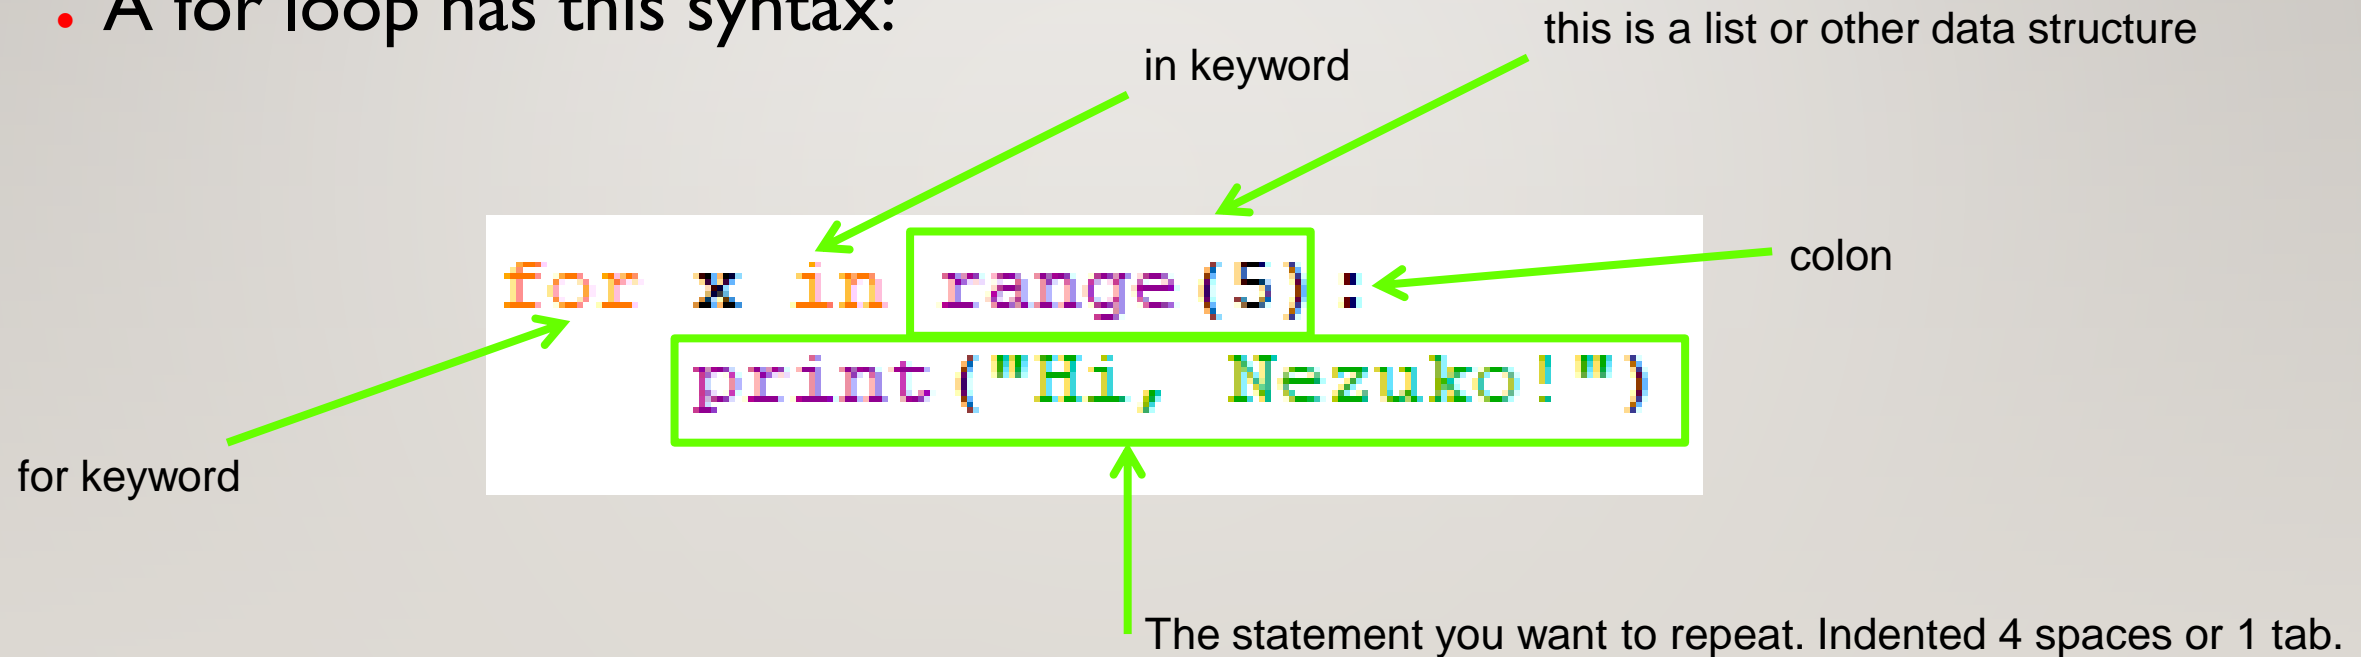 • A for loop has this syntax:
this is a list or other data structure
in keyword
colon
for x in range(5):
print("Hi, Nezuko!")
for keyword
The statement you want to repeat. Indented 4 spaces or 1 tab.